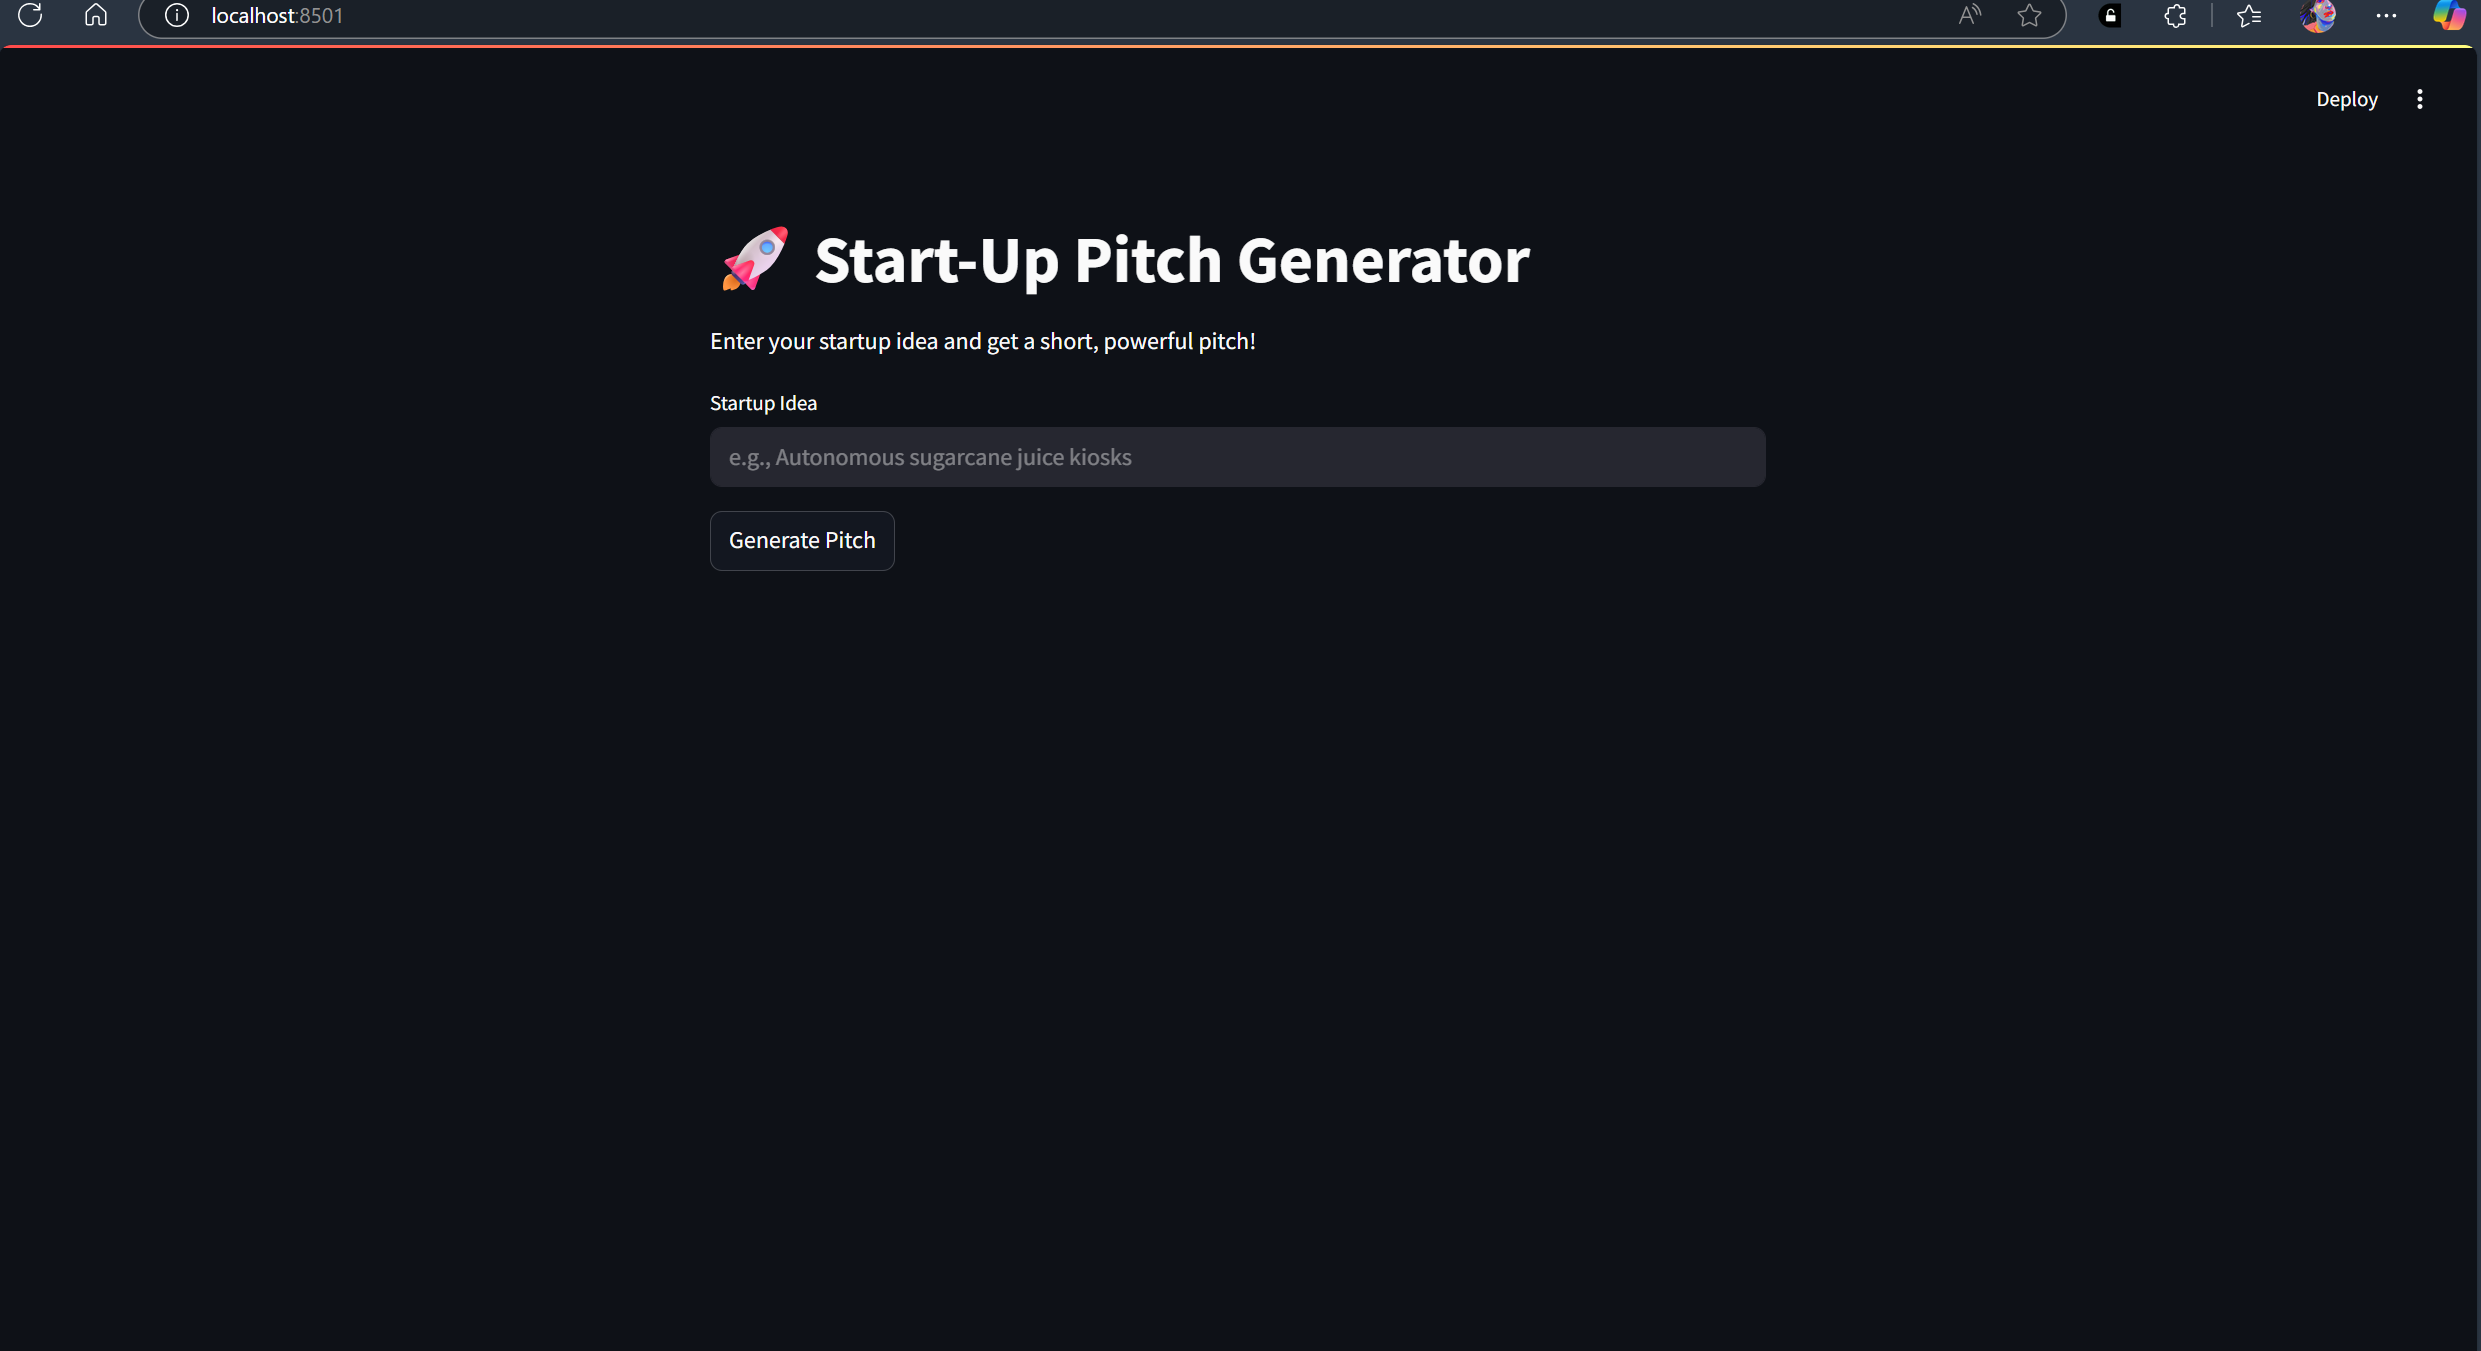 localhost:8501
Deploy
🚀 Start-Up Pitch Generator
Enter your startup idea and get a short, powerful pitch!
Startup Idea
e.g., Autonomous sugarcane juice kiosks
Generate Pitch